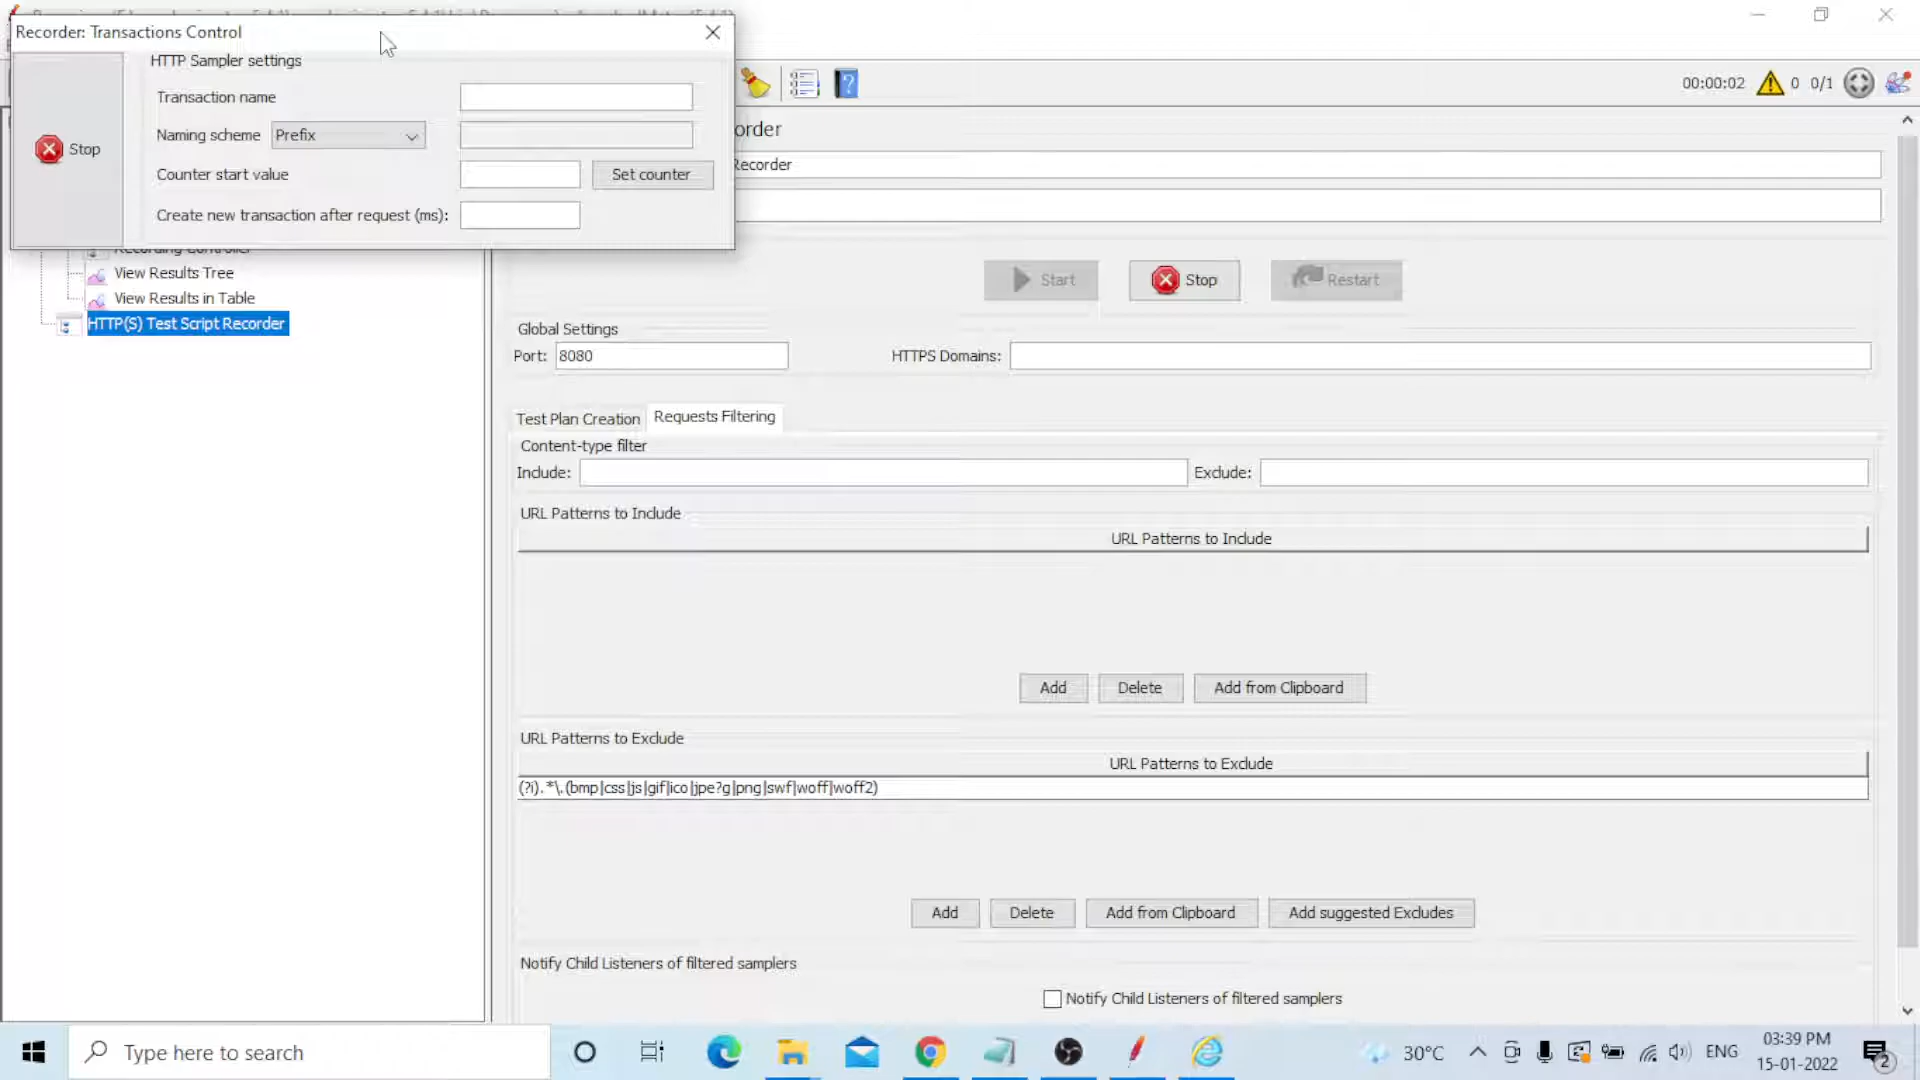 Recorder: Transactions Control
HTTP Sampler settings
Transaction name
Naming scheme Prefix
Counter start value Set counter
Create new transaction after request (ms):
Stop
00:00:02 0 0/1
order
Recorder
Recording Controller
View Results Tree
View Results in Table
HTTP(S) Test Script Recorder
Start Stop Restart
Global Settings
Port: 8080 HTTPS Domains:
Test Plan Creation Requests Filtering
Content-type filter
Include: Exclude:
URL Patterns to Include
URL Patterns to Include
Add Delete Add from Clipboard
URL Patterns to Exclude
URL Patterns to Exclude
(?i).*\.(bmp|css|js|gif|ico|jpe?g|png|swf|woff|woff2)
Add Delete Add from Clipboard Add suggested Excludes
Notify Child Listeners of filtered samplers
Notify Child Listeners of filtered samplers
Type here to search
30°C ENG
03:39 PM
15-01-2022
2